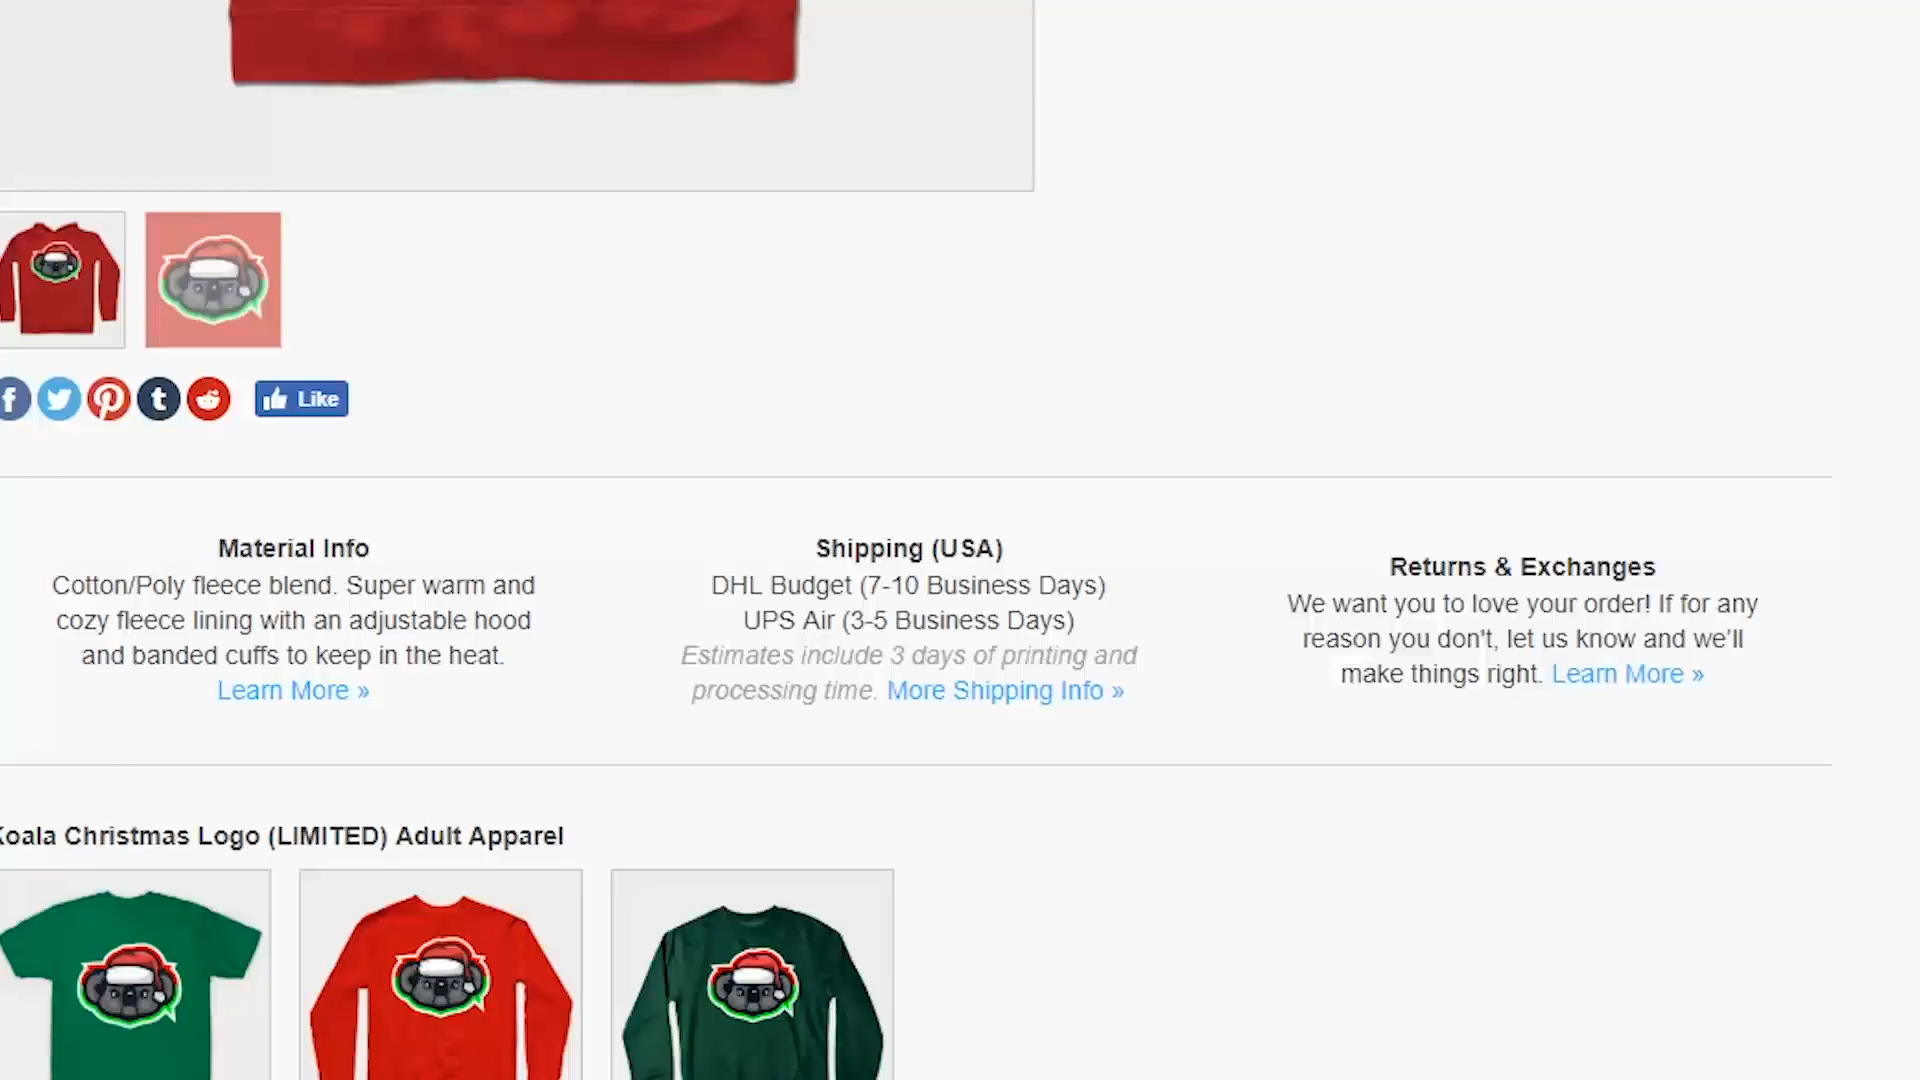 Like
Material Info
Cotton/Poly fleece blend. Super warm and
cozy fleece lining with an adjustable hood
and banded cuffs to keep in the heat.
Learn More »
Shipping (USA)
DHL Budget (7-10 Business Days)
UPS Air (3-5 Business Days)
Estimates include 3 days of printing and
processing time. More Shipping Info »
Returns & Exchanges
We want you to love your order! If for any
reason you don't, let us know and we'll
make things right. Learn More »
Koala Christmas Logo (LIMITED) Adult Apparel